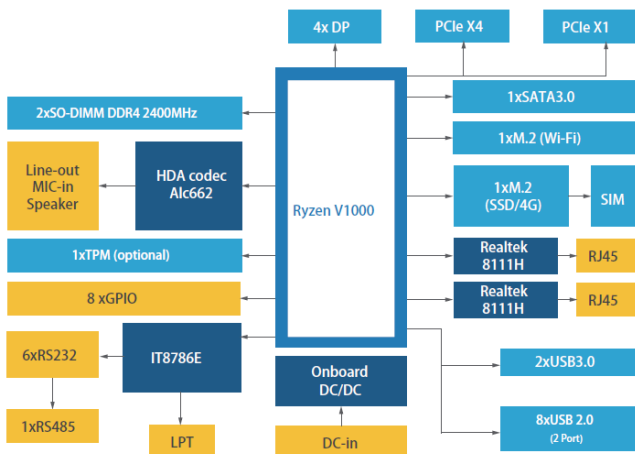 4x DP
PCIe X4
PCIe X1
2xSO-DIMM DDR4 2400MHz
1xSATA3.0
1xM.2 (Wi-Fi)
Line-out
MIC-in
Speaker
HDA codec
Alc662
Ryzen V1000
1xM.2
(SSD/4G)
SIM
1xTPM (optional)
Realtek
8111H
RJ45
8 xGPIO
Realtek
8111H
RJ45
6xRS232
IT8786E
Onboard
DC/DC
2xUSB3.0
1xRS485
LPT
DC-in
8xUSB 2.0
(2 Port)